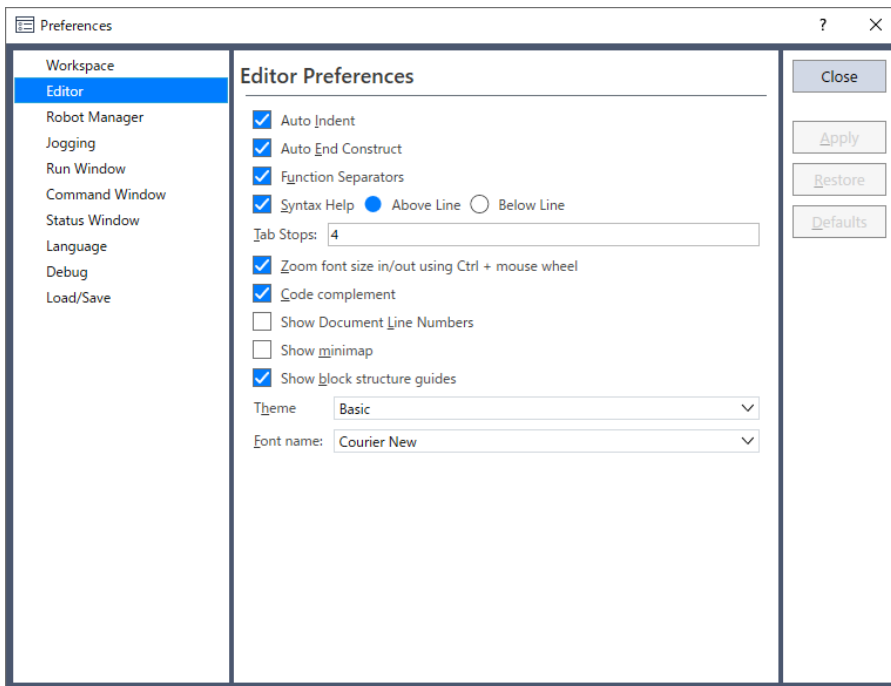 Preferences
?
Workspace
Editor
Robot Manager
Jogging
Run Window
Command Window
Status Window
Language
Debug
Load/Save
Editor Preferences
Auto Indent
Auto End Construct
Function Separators
Syntax Help Above Line Below Line
Tab Stops: 4
Zoom font size in/out using Ctrl + mouse wheel
Code complement
Show Document Line Numbers
Show minimap
Show block structure guides
Theme Basic
Font name: Courier New
Close
Apply
Restore
Defaults